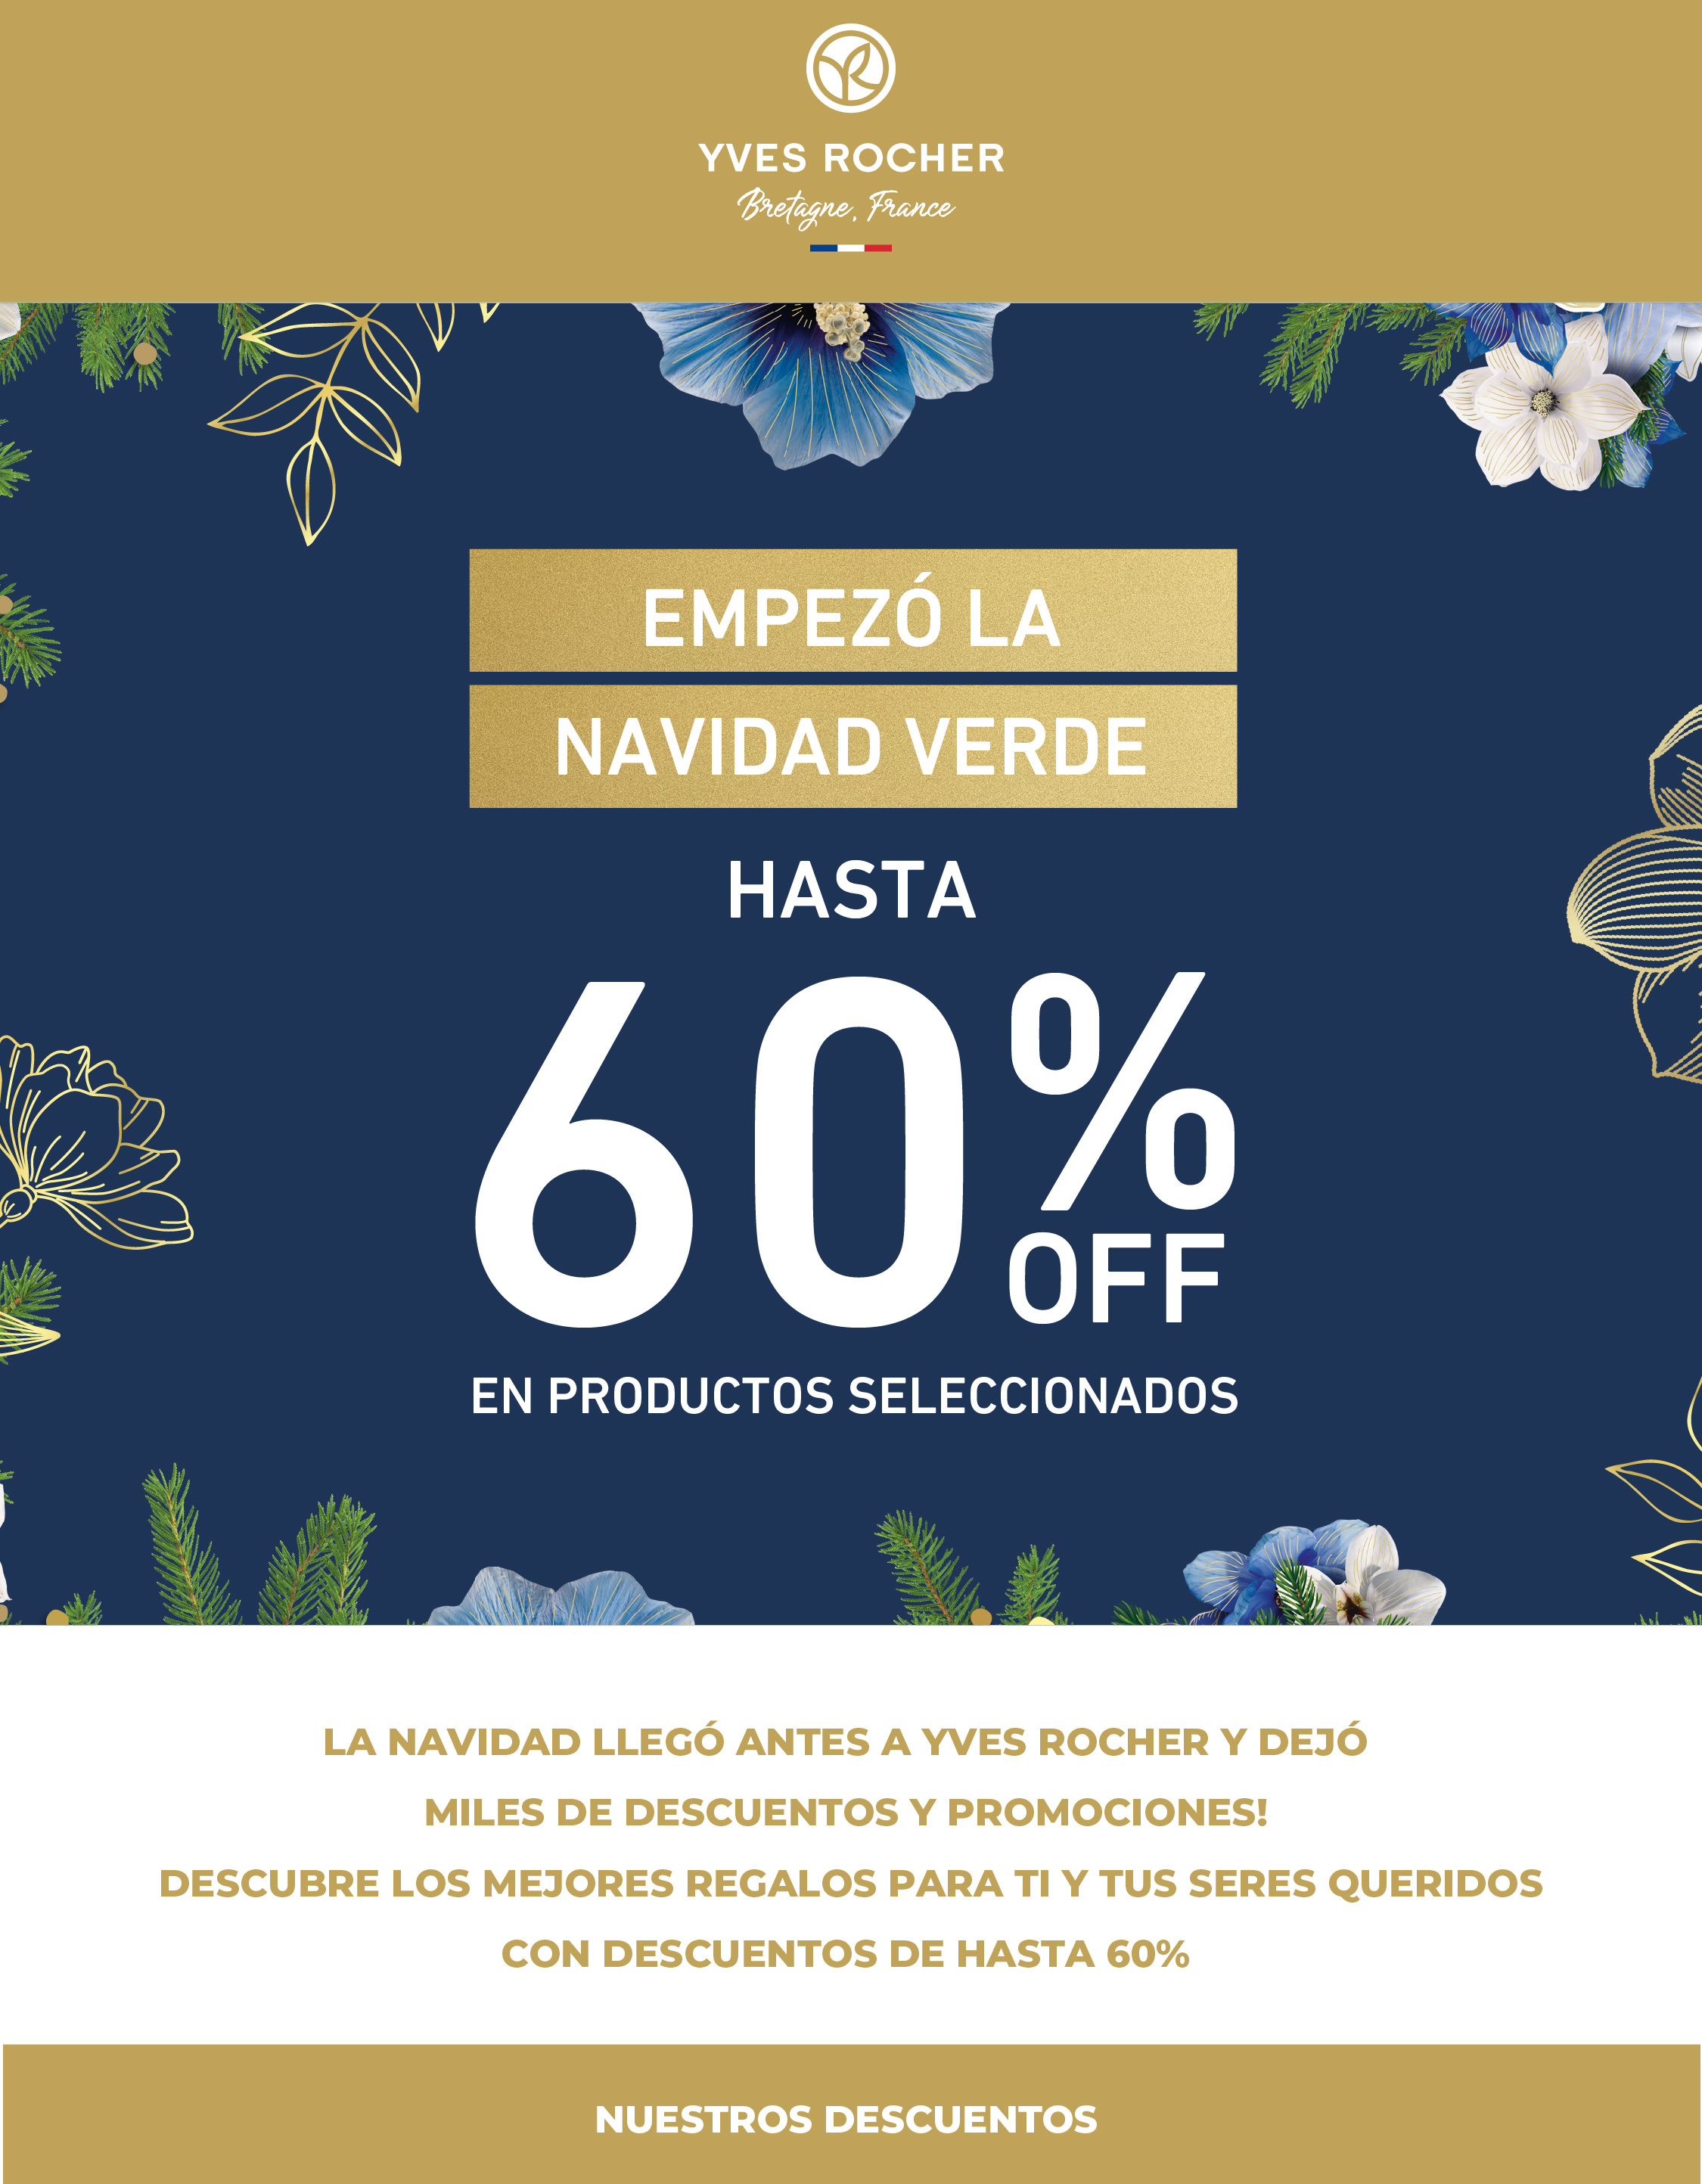 YVES ROCHER
Bretagne, France
EMPEZÓ LA
NAVIDAD VERDE
HASTA
60%
OFF
EN PRODUCTOS SELECCIONADOS
LA NAVIDAD LLEGÓ ANTES A YVES ROCHER Y DEJÓ
MILES DE DESCUENTOS Y PROMOCIONES!
DESCUBRE LOS MEJORES REGALOS PARA TI Y TUS SERES QUERIDOS
CON DESCUENTOS DE HASTA 60%
NUESTROS DESCUENTOS